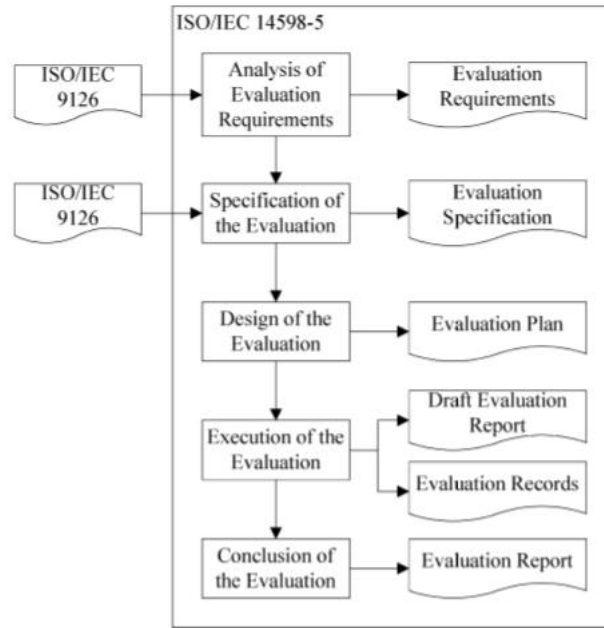 ISO/IEC 14598-5
ISO/IEC
9126
Analysis of
Evaluation
Requirements
Evaluation
Requirements
ISO/IEC
9126
Specification of
the Evaluation
Evaluation
Specification
Design of the
Evaluation
Evaluation Plan
Execution of the
Evaluation
Draft Evaluation
Report
Evaluation Records
Conclusion of
the Evaluation
Evaluation Report